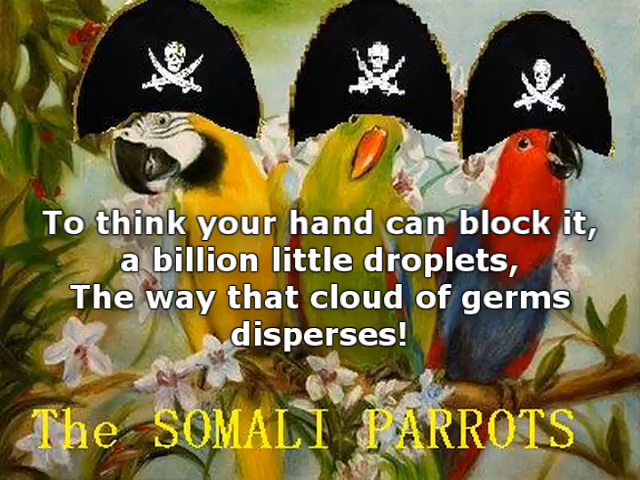 To think your hand can block it,
a billion little droplets,
The way that cloud of germs
disperses!
The SOMALI PARROTS